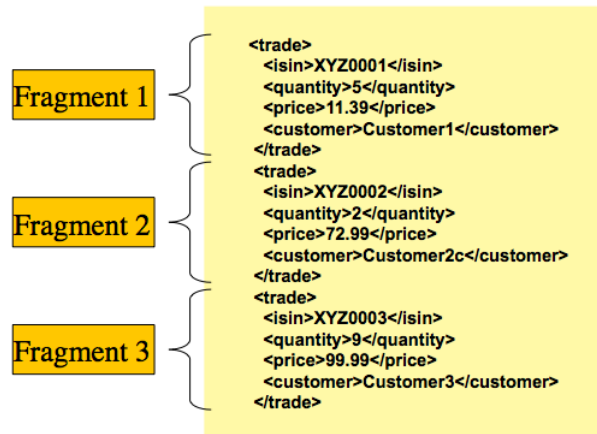 <trade>
<isin>XYZ0001</isin>
<quantity>5</quantity>
Fragment 1
<price>11.39</price>
<customer>Customer1</customer>
</trade>
<trade>
<isin>XYZ0002</isin>
<quantity>2</quantity>
Fragment 2
<price>72.99</price>
<customer>Customer2c</customer>
</trade>
<trade>
<isin>XYZ0003</isin>
<quantity>9</quantity>
Fragment 3
<price>99.99</price>
<customer>Customer3</customer>
</trade>